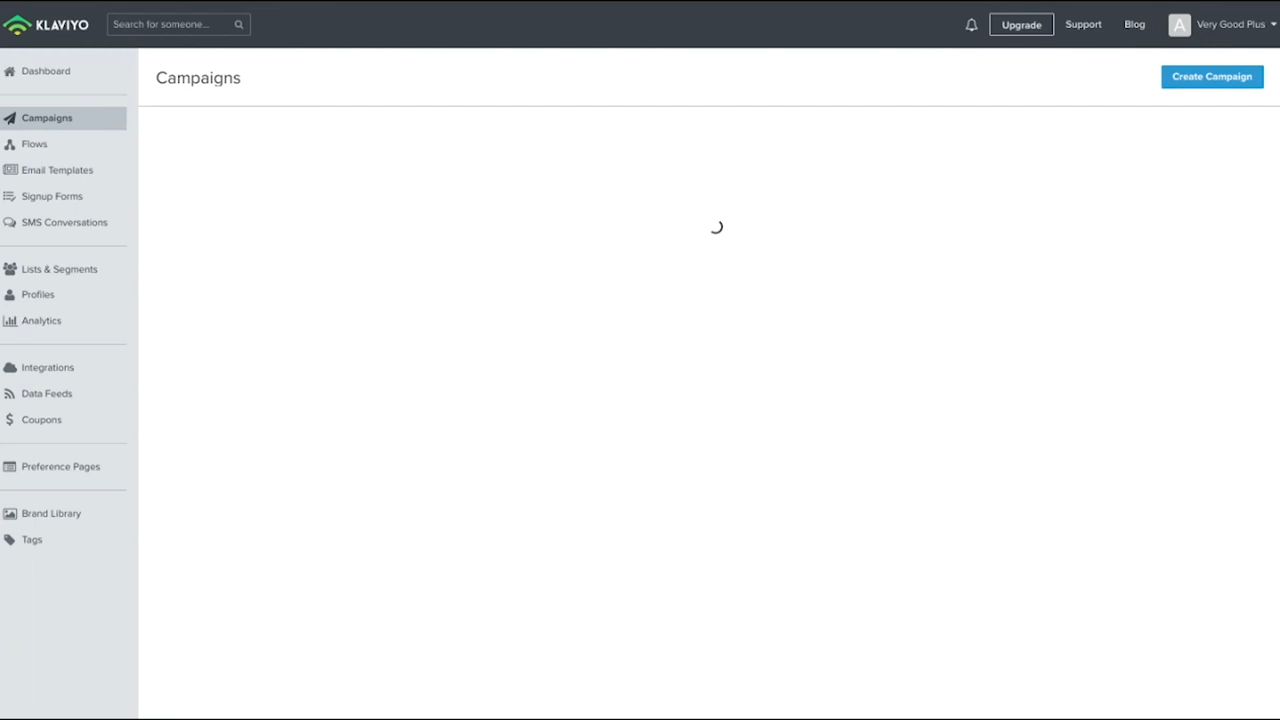 KLAVIYO
Search for someone...
Upgrade
Support
Blog
A
Very Good Plus
Dashboard
Campaigns
Create Campaign
Campaigns
Flows
Email Templates
Signup Forms
SMS Conversations
Lists & Segments
Profiles
Analytics
Integrations
Data Feeds
Coupons
Preference Pages
Brand Library
Tags